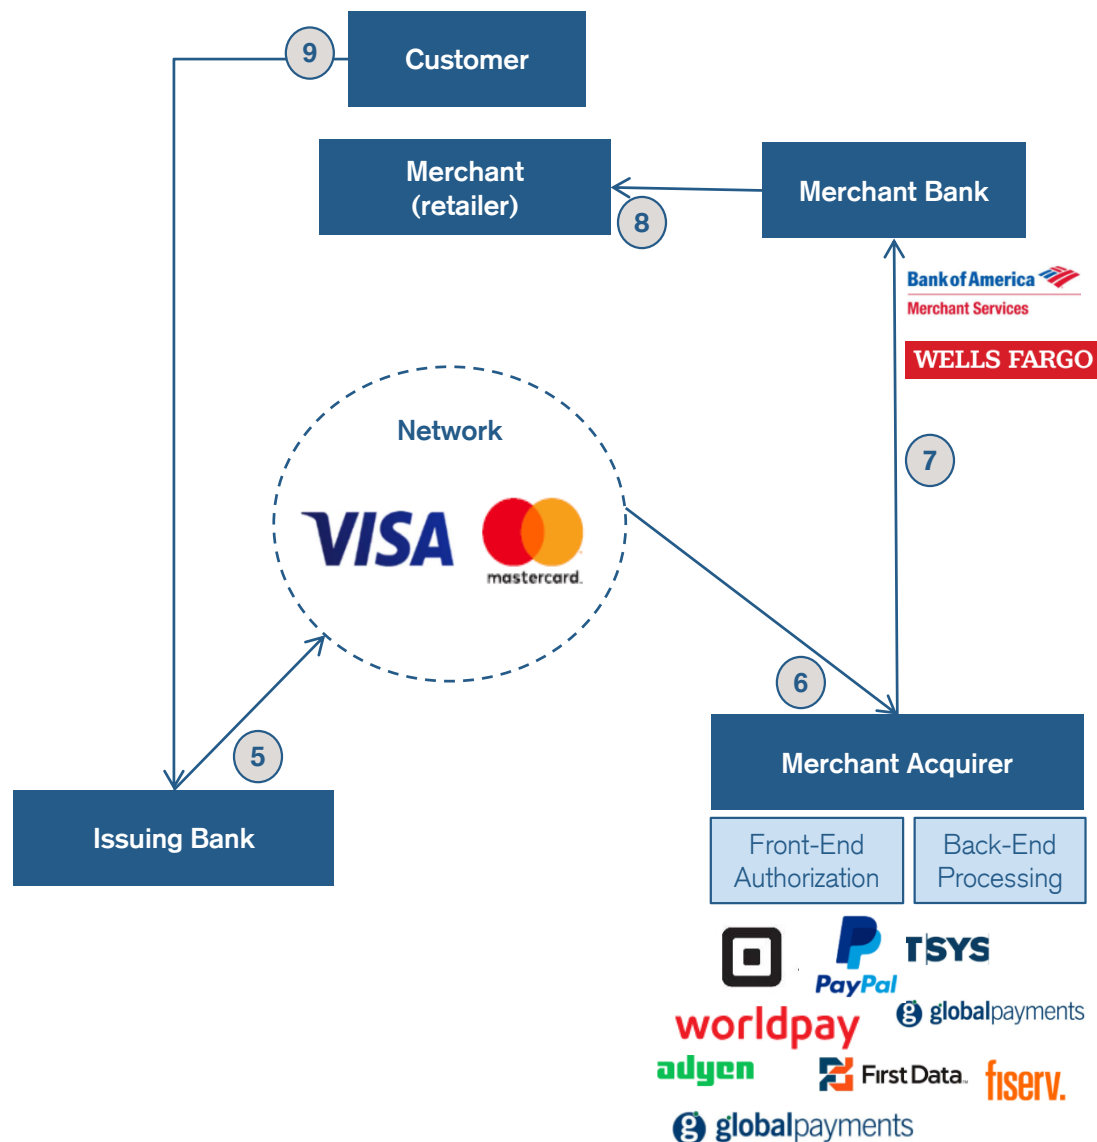 9
Customer
Merchant
(retailer)
8
Merchant Bank
Bank of America
Merchant Services
WELLS FARGO
Network
VISA
mastercard.
7
6
5
Issuing Bank
Merchant Acquirer
Front-End
Authorization
Back-End
Processing
PayPal
TSYS
worldpay
globalpayments
adyen
First Data.
fiserv.
globalpayments